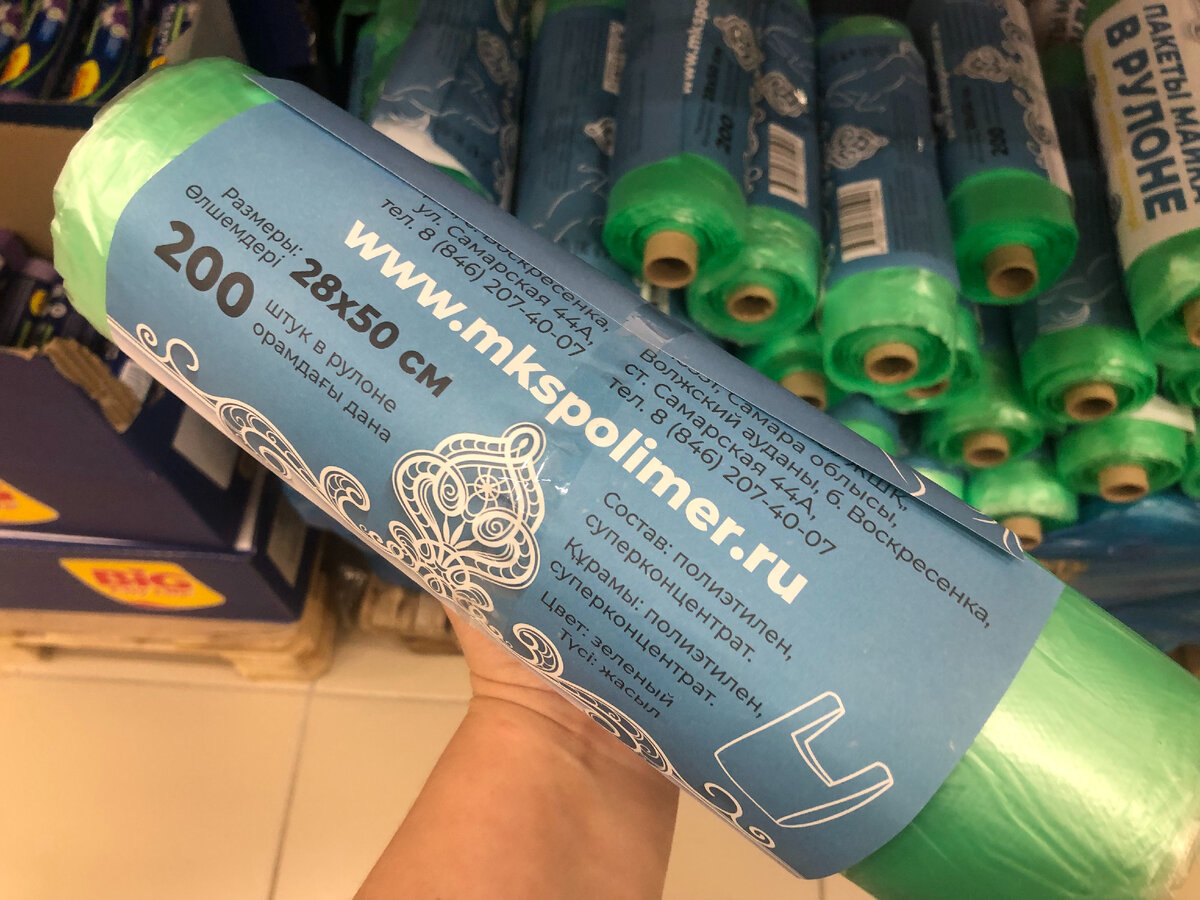 Размеры: 28x50 см
Өлшемдері
200 штук в рулоне
орамдағы дана
Воскресенка,
ул. Самарская 44А,
тел. 8 (846) 207-40-07
www.mkspolimer.ru
Самара облысы,
Волжский ауданы, б. Воскресенка,
ст. Самарская 44А,
тел. 8 (846) 207-40-07
Состав: полиэтилен,
суперконцентрат.
Құрамы: полиэтилен,
суперконцентрат.
Цвет: зеленый
Түсі: жасыл
ПАКЕТЫ
В РУЛОНЕ
200
200
BIG